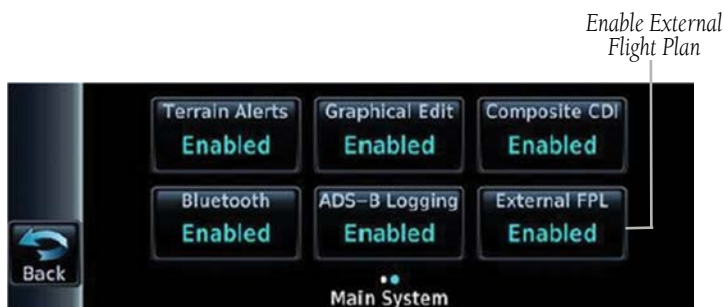 Enable External
Flight Plan
Terrain Alerts Graphical Edit Composite CDI
Enabled Enabled Enabled
Bluetooth ADS-B Logging External FPL
Enabled Enabled Enabled
Back
Main System